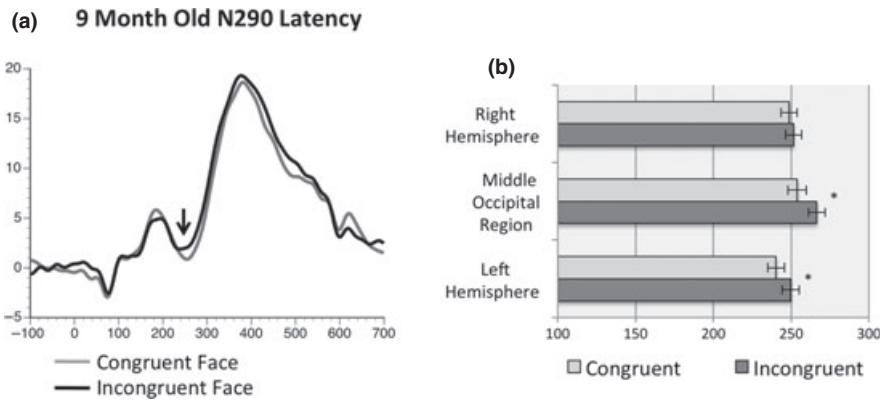 (a)
9 Month Old N290 Latency
20
15
10
5
0
−5
−100 0 100 200 300 400 500 600 700
Congruent Face
Incongruent Face
(b)
Right
Hemisphere
Middle
Occipital
Region
*
Left
Hemisphere
*
100 150 200 250 300
Congruent Incongruent